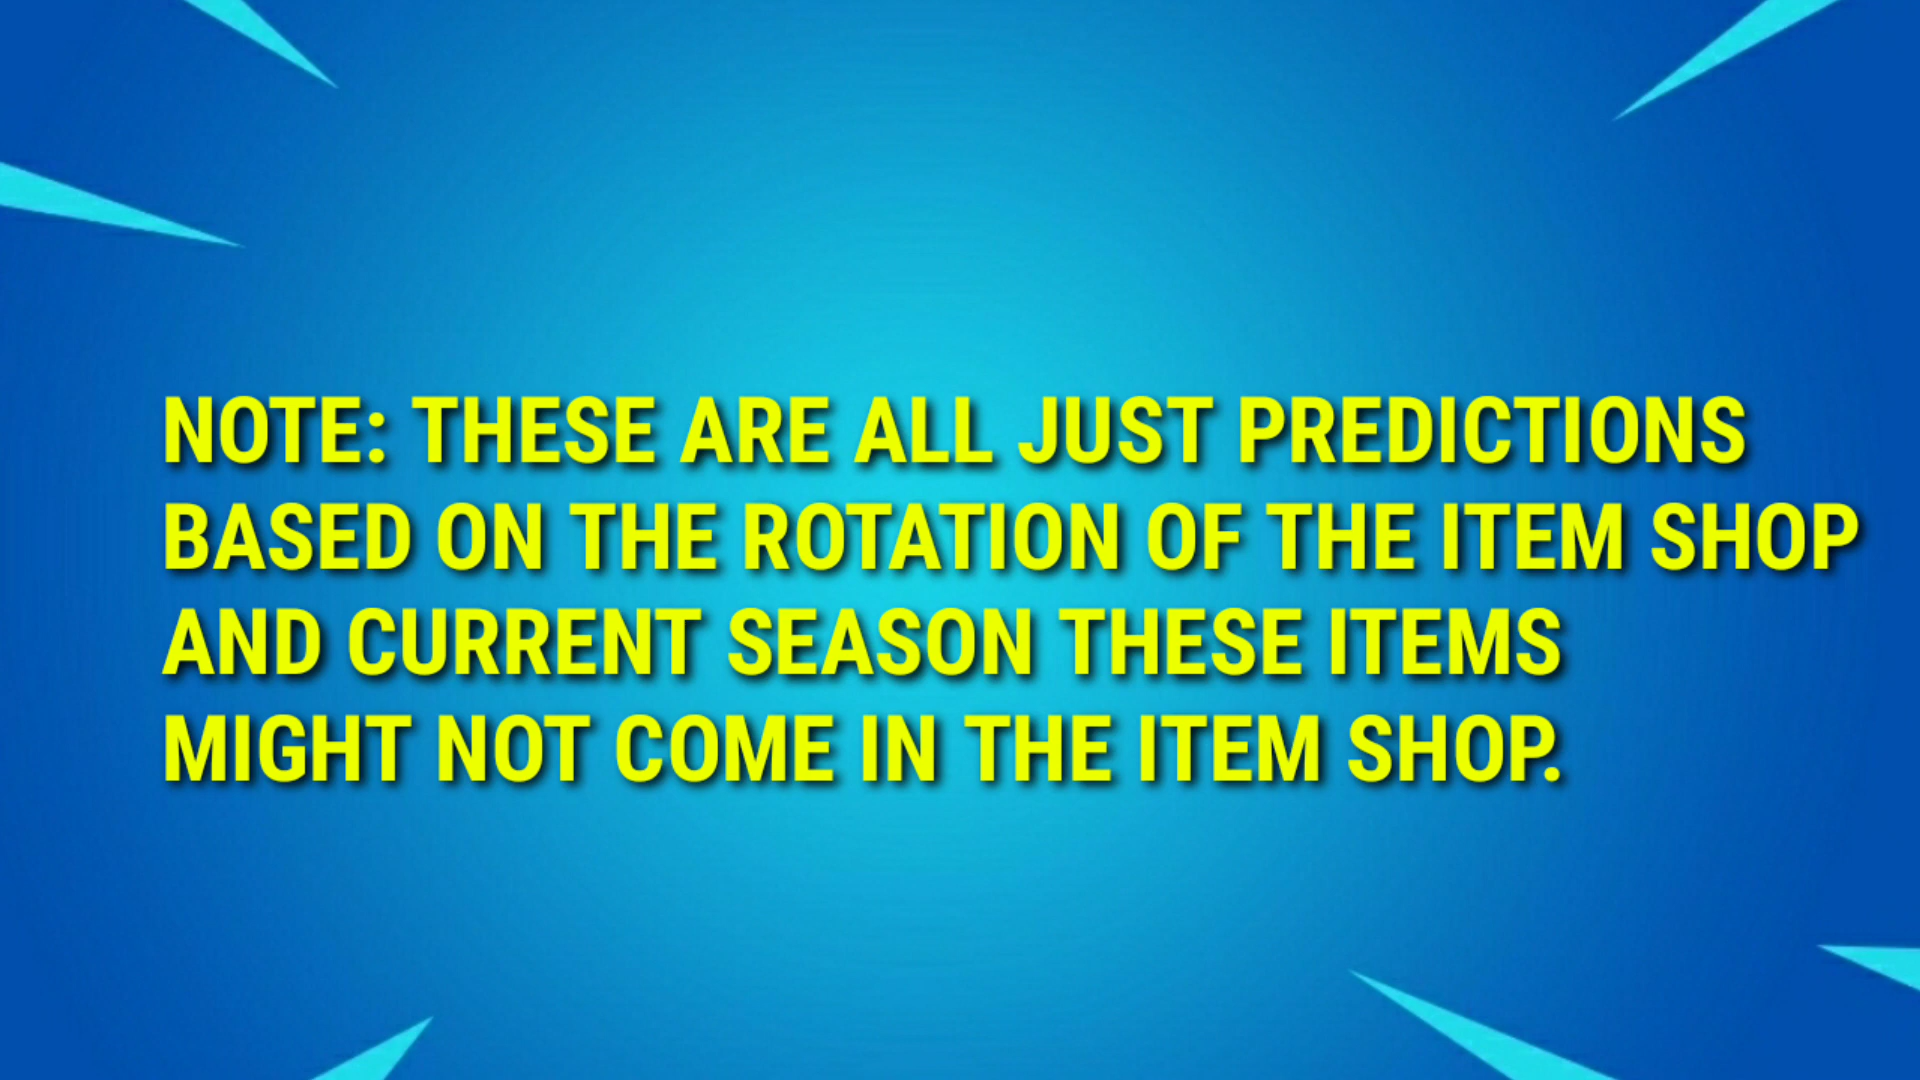 NOTE: THESE ARE ALL JUST PREDICTIONS
BASED ON THE ROTATION OF THE ITEM SHOP
AND CURRENT SEASON THESE ITEMS
MIGHT NOT COME IN THE ITEM SHOP.